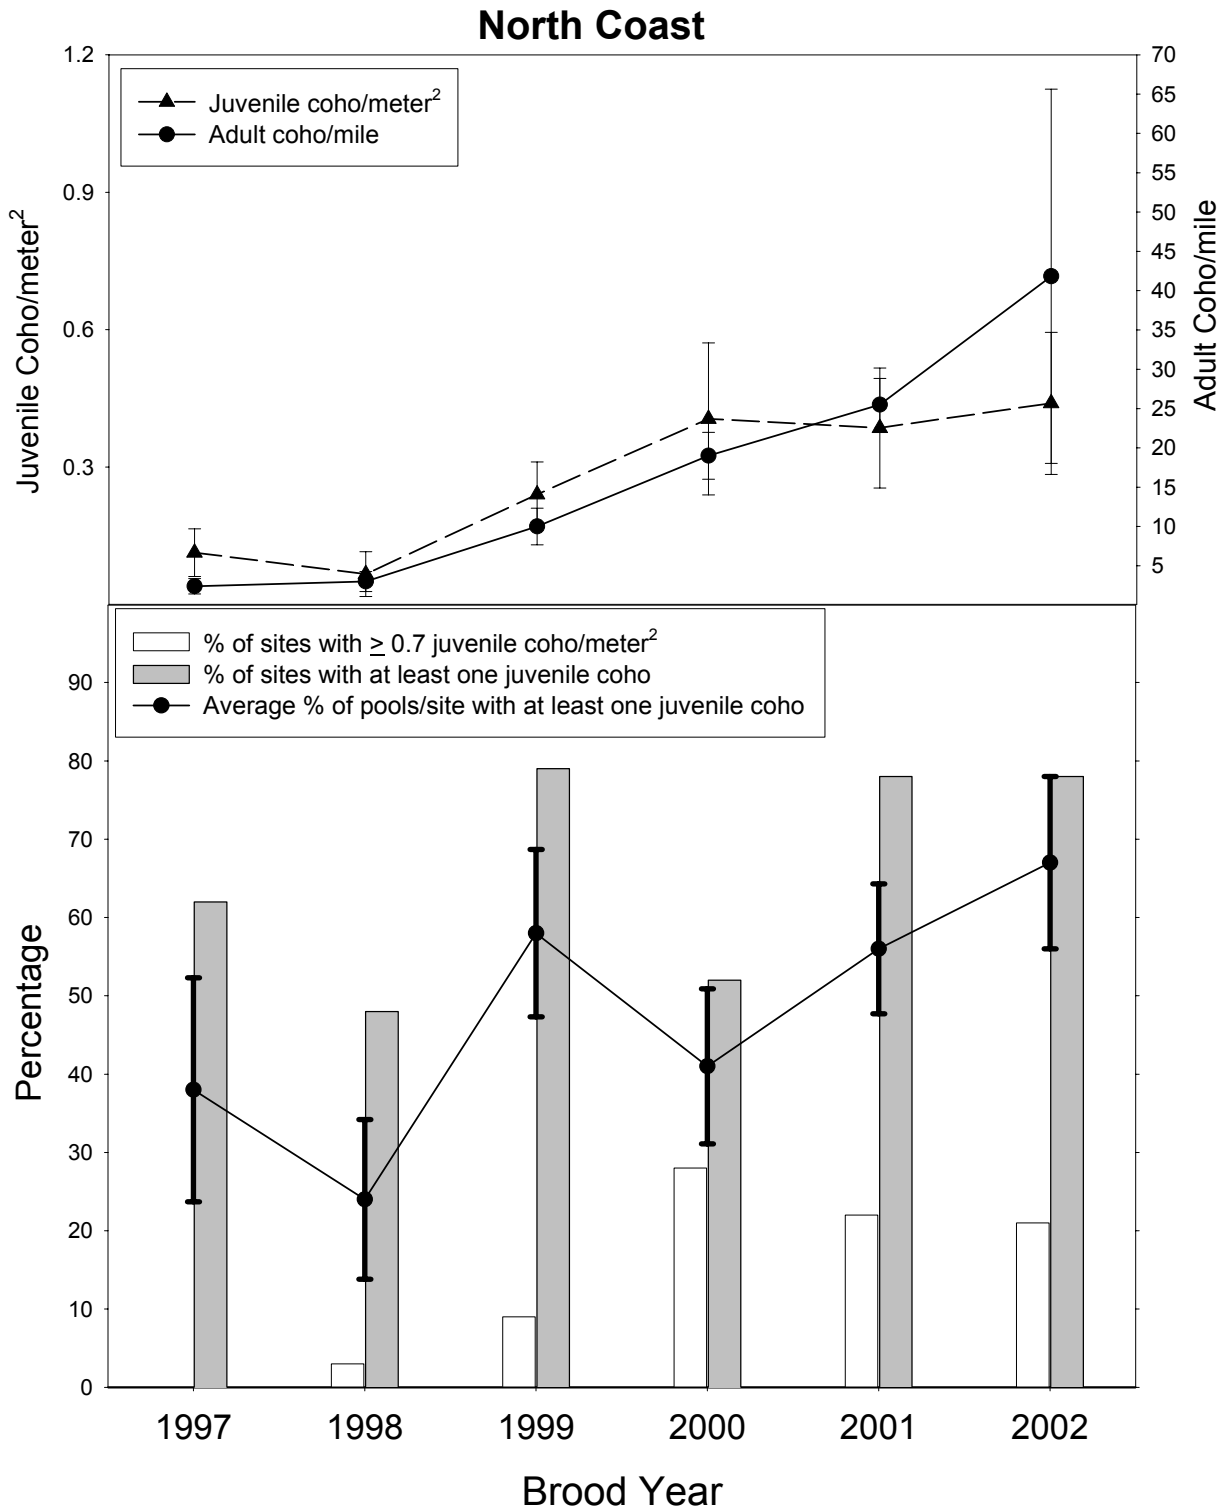 North Coast
1.2
0.9
0.6
0.3
Juvenile Coho/meter²
70
65
60
55
50
45
40
35
30
25
20
15
10
5
Adult Coho/mile
Juvenile coho/meter²
Adult coho/mile
% of sites with ≥ 0.7 juvenile coho/meter²
% of sites with at least one juvenile coho
Average % of pools/site with at least one juvenile coho
90
80
70
60
50
40
30
20
10
0
Percentage
1997 1998 1999 2000 2001 2002
Brood Year